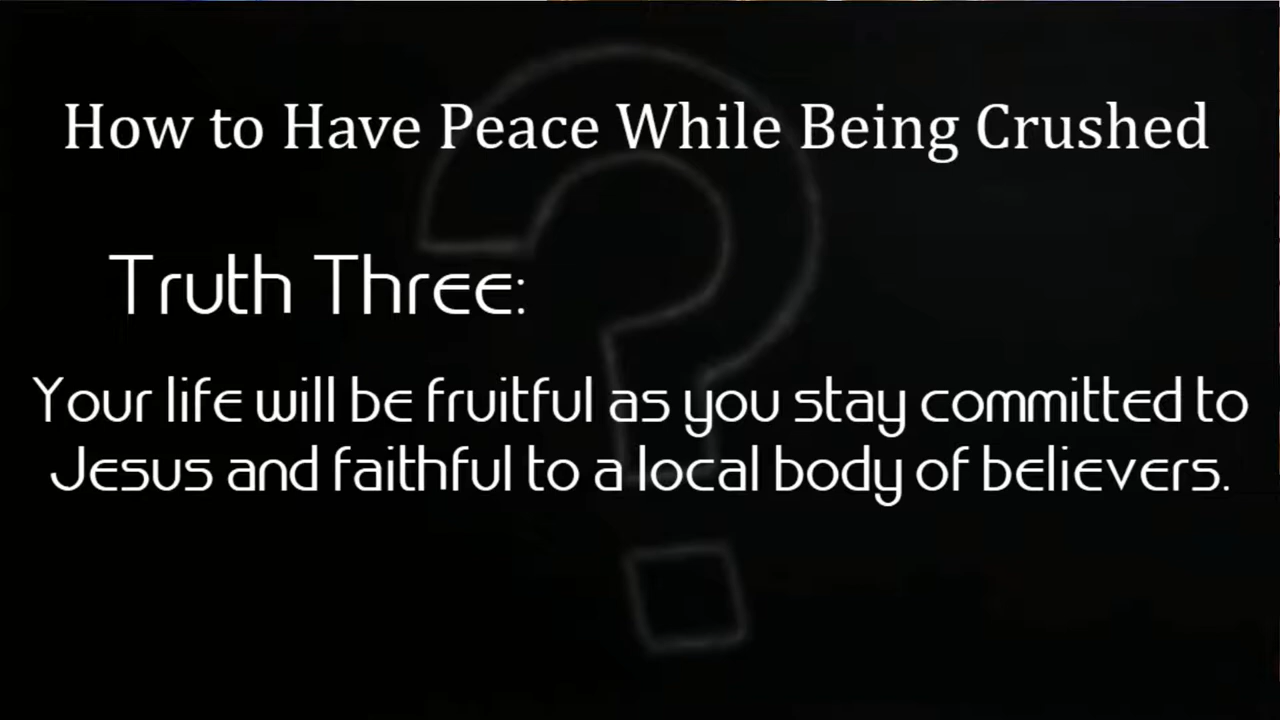 How to Have Peace While Being Crushed
Truth Three:
Your life will be fruitful as you stay committed to
Jesus and faithful to a local body of believers.